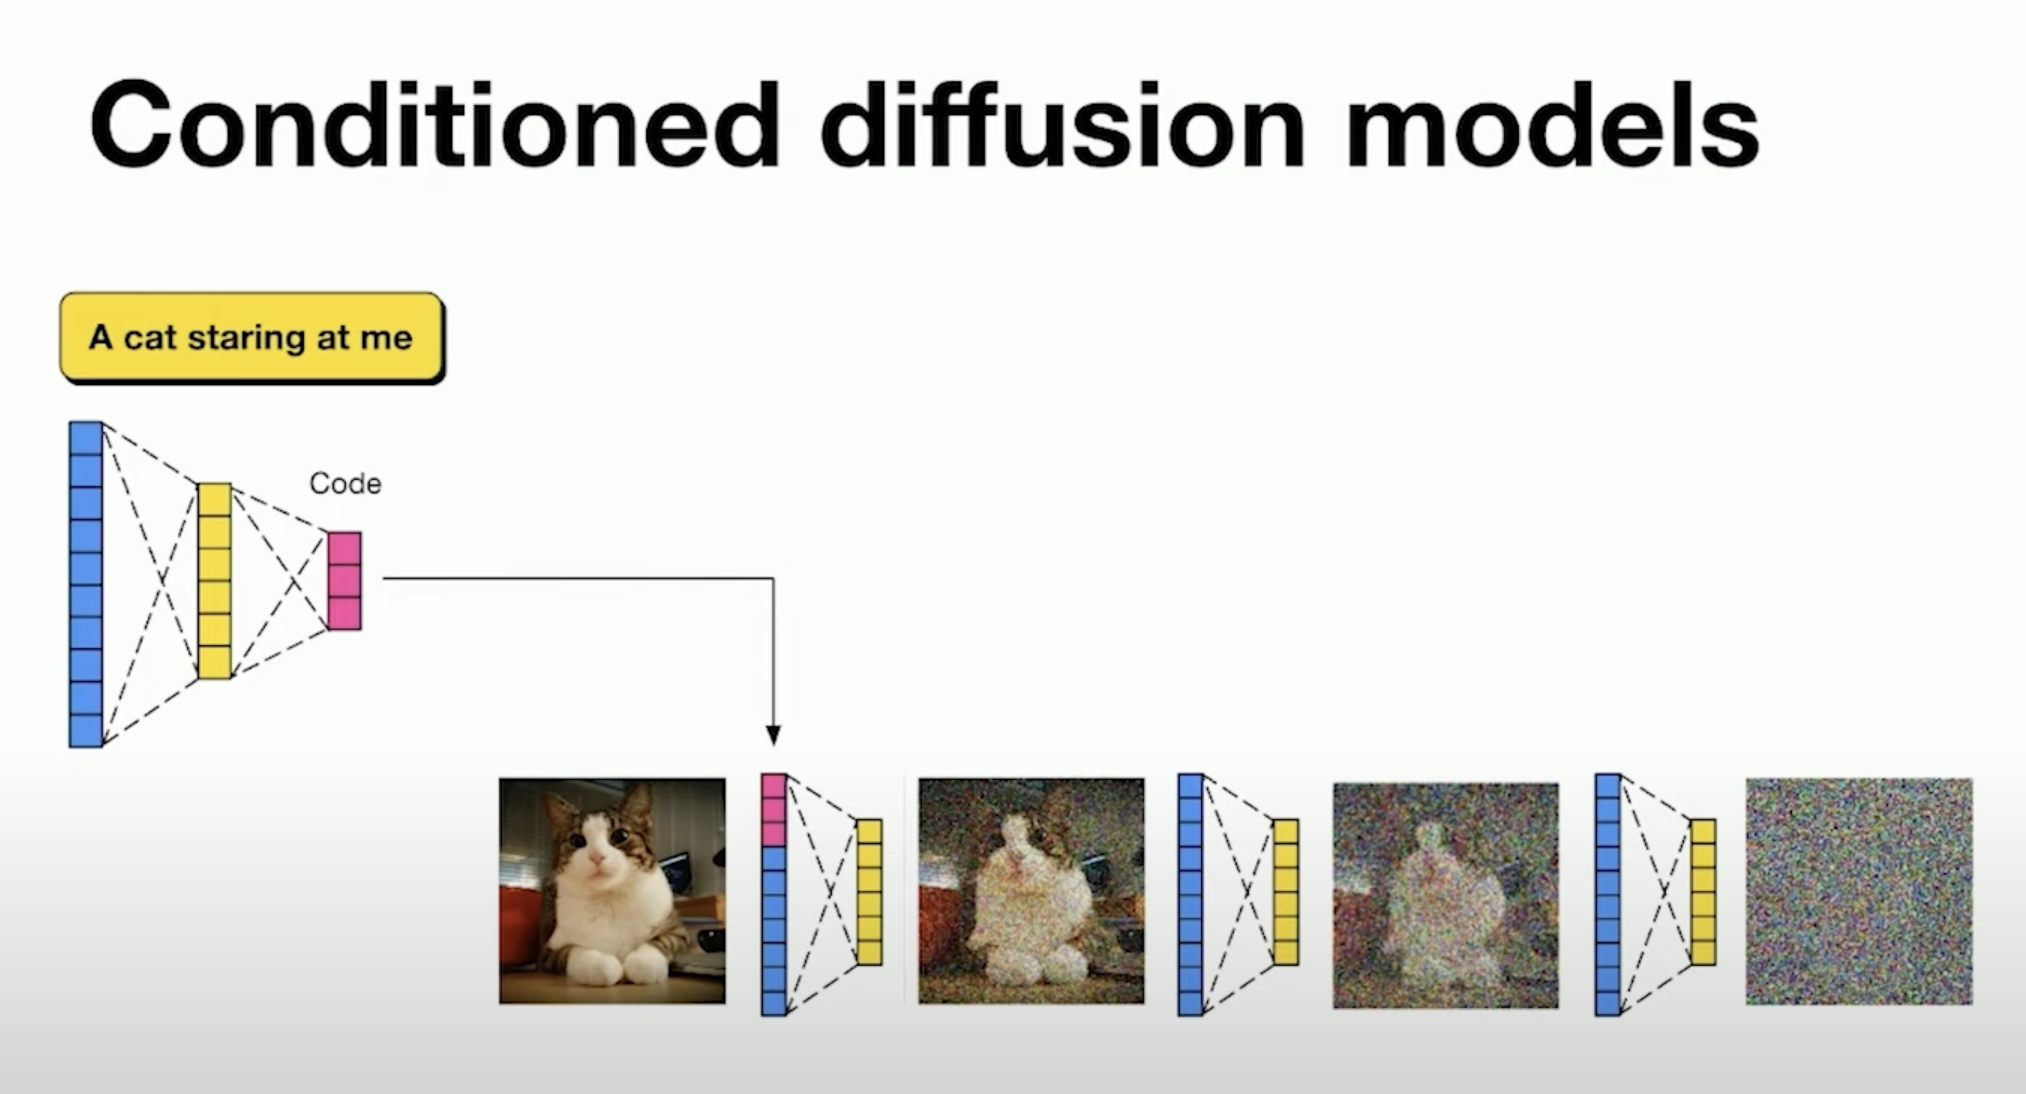 Conditioned diffusion models
A cat staring at me
Code